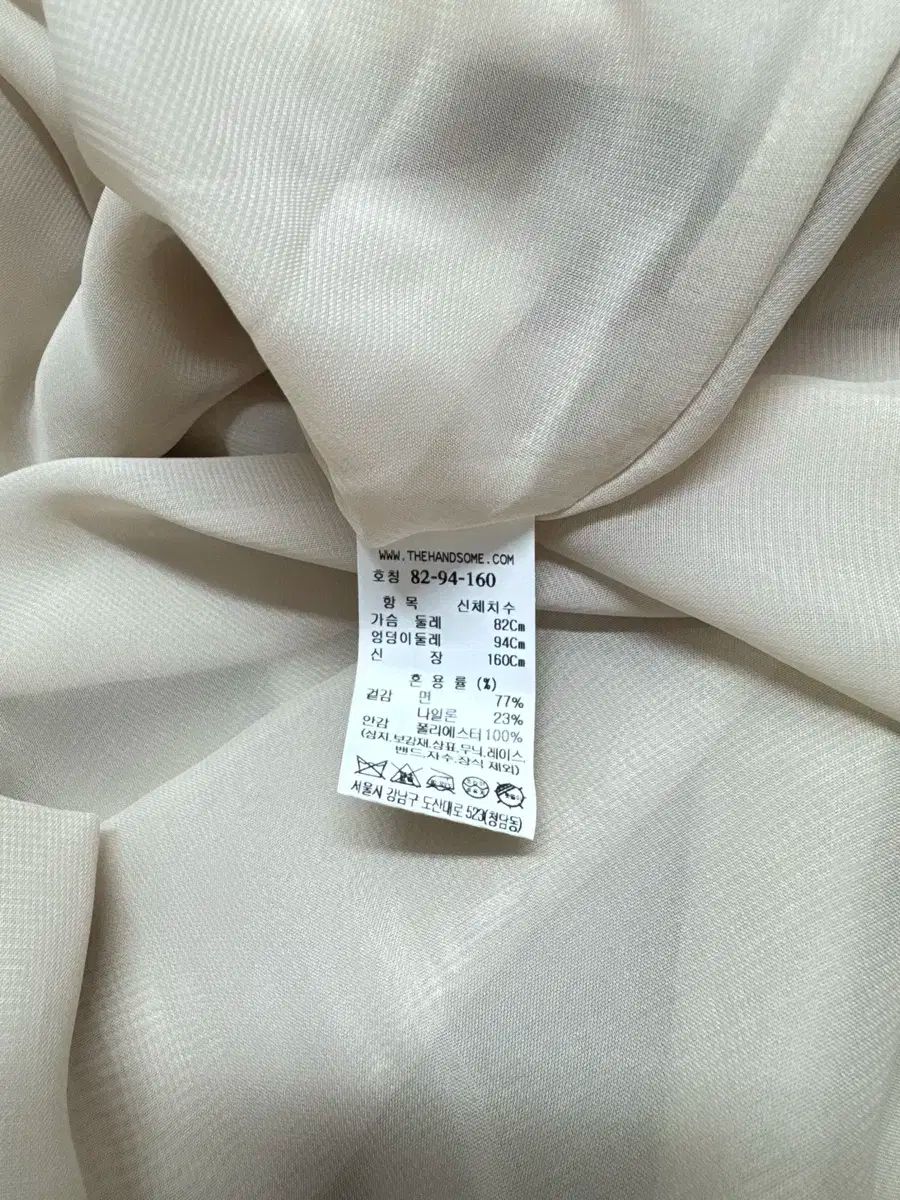 WWW.THEHANDSOME.COM
호칭 82-94-160
항 목 신체치수
가슴 둘레 82Cm
엉덩이둘레 94Cm
신 장 160Cm
혼 용 률 (%)
겉감 면 77%
나일론 23%
안감 폴리에스터 100%
(심지.보강재.상표.무늬.레이스.
밴드.자수.장식 제외)
서울시 강남구 도산대로 523(청담동)